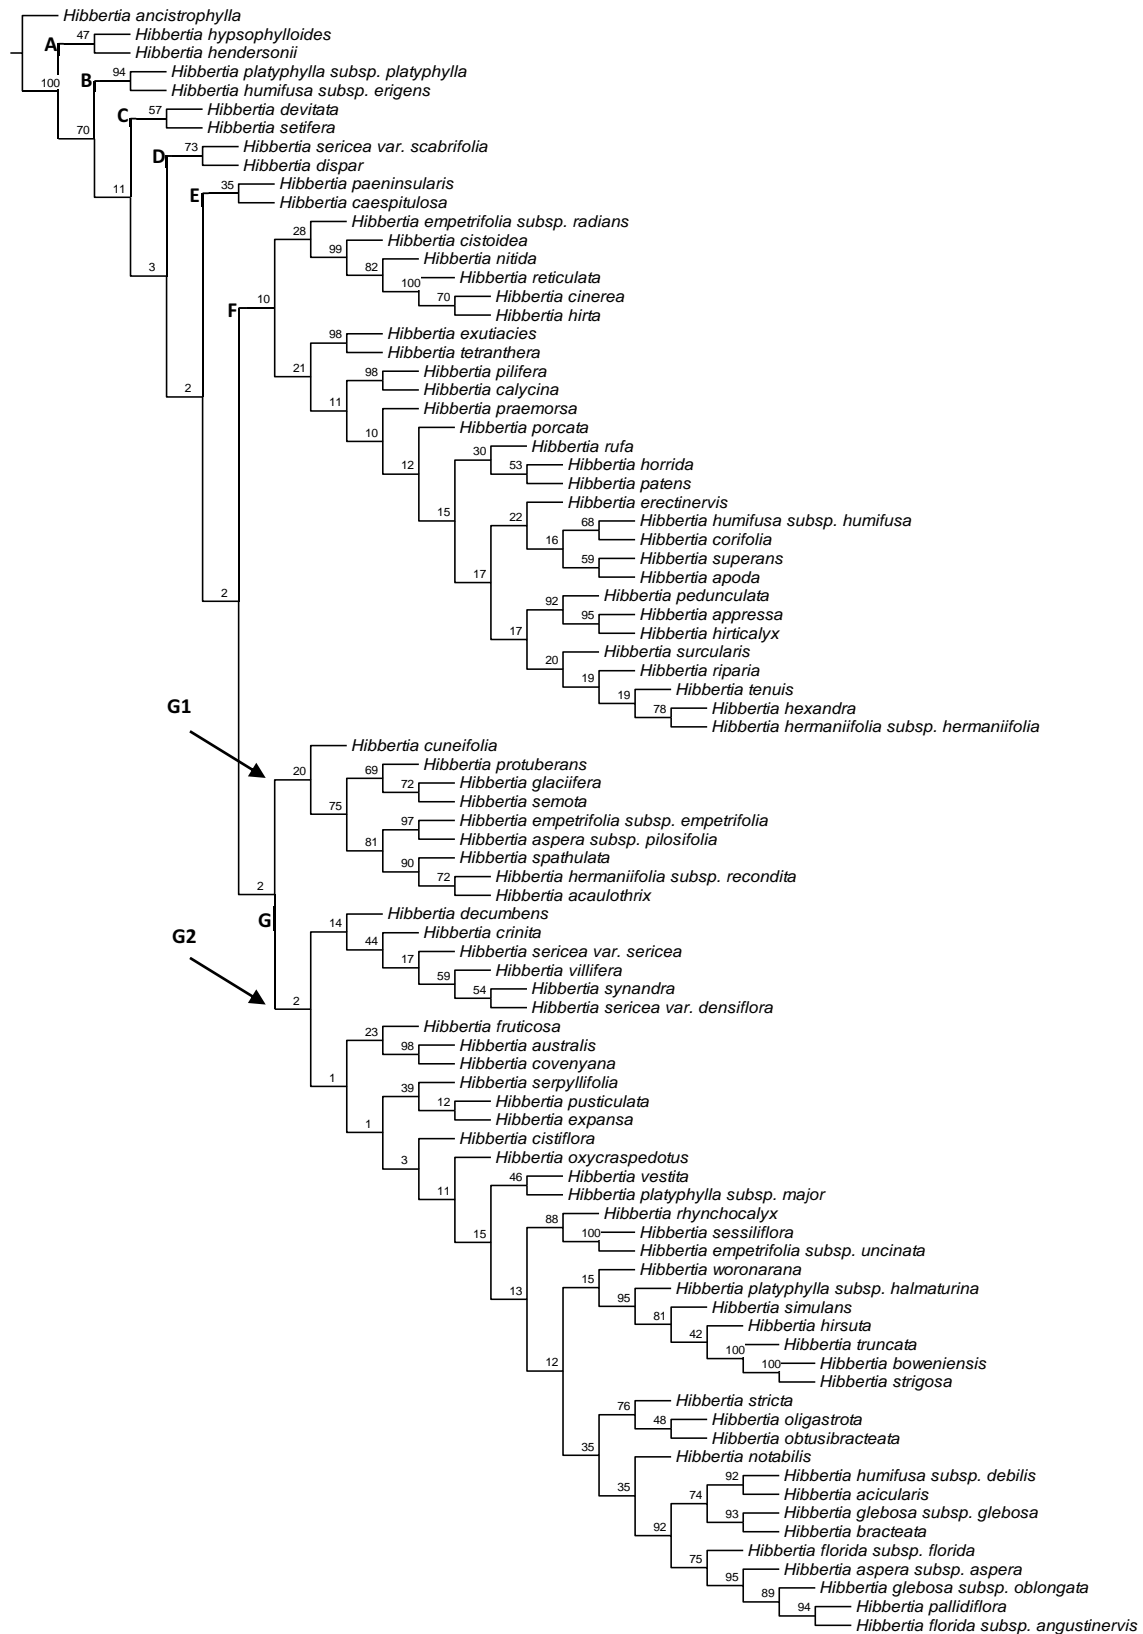 Hibbertia ancistrophylla
47 Hibbertia hypsophylloides
A
Hibbertia hendersonii
94 Hibbertia platyphylla subsp. platyphylla
100 B
Hibbertia humifusa subsp. erigens
57 Hibbertia devitata
C
70 Hibbertia setifera
73 Hibbertia sericea var. scabrifolia
D
Hibbertia dispar
35 Hibbertia paeninsularis
11 E
Hibbertia caespitulosa
Hibbertia empetrifolia subsp. radians
28
Hibbertia cistoidea
99
Hibbertia nitida
3 82
Hibbertia reticulata
100
70 Hibbertia cinerea
10
F Hibbertia hirta
98 Hibbertia exutiacies
Hibbertia tetranthera
21
98 Hibbertia pilifera
2 Hibbertia calycina
11
Hibbertia praemorsa
10
Hibbertia porcata
Hibbertia rufa
30
12
53 Hibbertia horrida
Hibbertia patens
Hibbertia erectinervis
15 22
68 Hibbertia humifusa subsp. humifusa
16 Hibbertia corifolia
59 Hibbertia superans
17 Hibbertia apoda
2 92 Hibbertia pedunculata
95 Hibbertia appressa
17 Hibbertia hirticalyx
Hibbertia surcularis
20
Hibbertia riparia
19
19 Hibbertia tenuis
G1 78 Hibbertia hexandra
Hibbertia hermaniifolia subsp. hermaniifolia
Hibbertia cuneifolia
20 69 Hibbertia protuberans
72 Hibbertia glaciifera
75 Hibbertia semota
97 Hibbertia empetrifolia subsp. empetrifolia
81 Hibbertia aspera subsp. pilosifolia
90 Hibbertia spathulata
72 Hibbertia hermaniifolia subsp. recondita
2 Hibbertia acaulothrix
G 14 Hibbertia decumbens
G2 44 Hibbertia crinita
17 Hibbertia sericea var. sericea
59 Hibbertia villifera
54 Hibbertia synandra
2 Hibbertia sericea var. densiflora
23 Hibbertia fruticosa
98 Hibbertia australis
Hibbertia covenyana
1
39 Hibbertia serpyllifolia
12 Hibbertia pusticulata
1 Hibbertia expansa
Hibbertia cistiflora
3
Hibbertia oxycraspedotus
46 Hibbertia vestita
11 Hibbertia platyphylla subsp. major
88 Hibbertia rhynchocalyx
15 100 Hibbertia sessiliflora
Hibbertia empetrifolia subsp. uncinata
15 Hibbertia woronarana
13 95 Hibbertia platyphylla subsp. halmaturina
81 Hibbertia simulans
42 Hibbertia hirsuta
100 Hibbertia truncata
12 100 Hibbertia boweniensis
Hibbertia strigosa
76 Hibbertia stricta
48 Hibbertia oligastrota
Hibbertia obtusibracteata
35
Hibbertia notabilis
92 Hibbertia humifusa subsp. debilis
35 74 Hibbertia acicularis
93 Hibbertia glebosa subsp. glebosa
92 Hibbertia bracteata
75 Hibbertia florida subsp. florida
95 Hibbertia aspera subsp. aspera
89 Hibbertia glebosa subsp. oblongata
94 Hibbertia pallidiflora
Hibbertia florida subsp. angustinervis